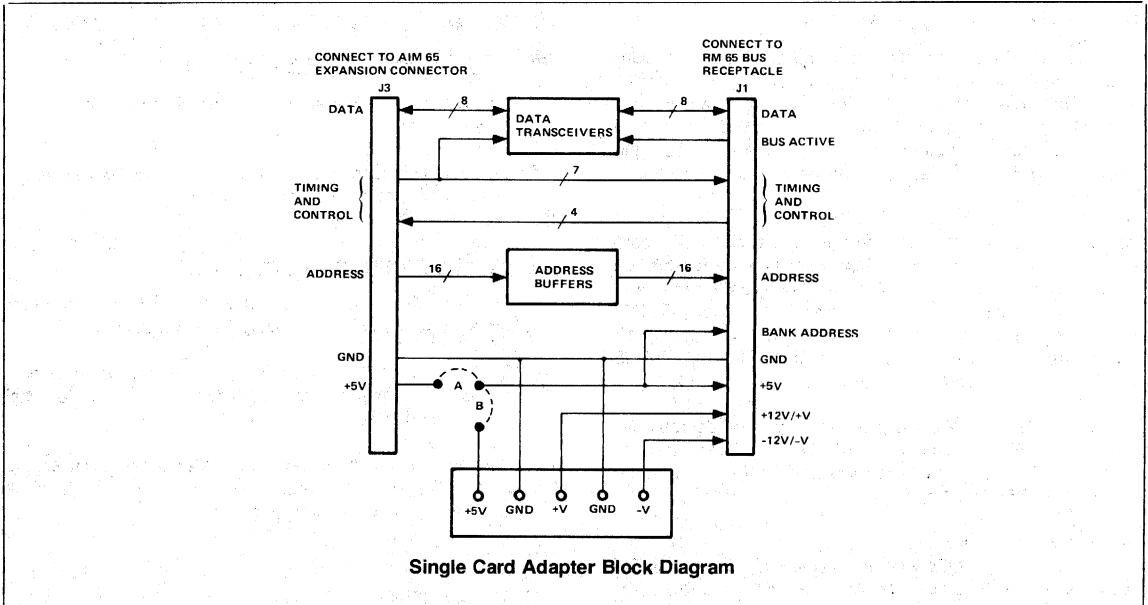 CONNECT TO AIM 65
EXPANSION CONNECTOR
J3
CONNECT TO
RM 65 BUS
RECEPTACLE
J1
DATA
8
DATA
TRANSCEIVERS
8
DATA
BUS ACTIVE
TIMING
AND
CONTROL
7
4
TIMING
AND
CONTROL
ADDRESS
16
ADDRESS
BUFFERS
16
ADDRESS
BANK ADDRESS
GND
GND
+5V
A
B
+5V
+12V/+V
-12V/-V
+5V
GND
+V
GND
-V
Single Card Adapter Block Diagram